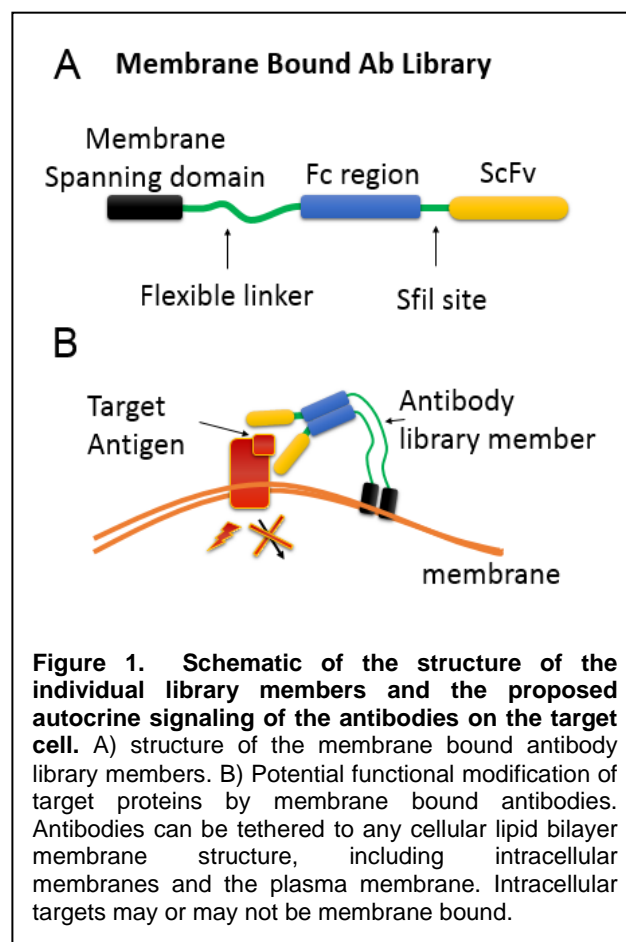 A Membrane Bound Ab Library
Membrane
Spanning domain
Fc region
ScFv
Flexible linker
SfiI site
B
Target
Antigen
Antibody
library member
membrane
Figure 1. Schematic of the structure of the
individual library members and the proposed
autocrine signaling of the antibodies on the target
cell. A) structure of the membrane bound antibody
library members. B) Potential functional modification of
target proteins by membrane bound antibodies.
Antibodies can be tethered to any cellular lipid bilayer
membrane structure, including intracellular
membranes and the plasma membrane. Intracellular
targets may or may not be membrane bound.